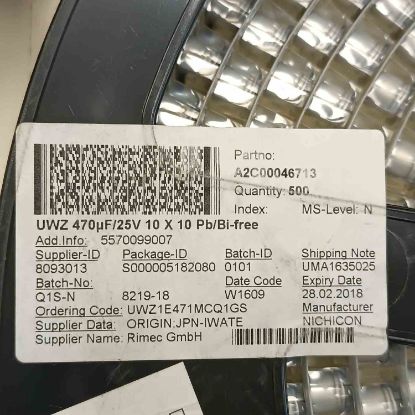 Partno:
A2C00046713
Quantity: 500
Index: MS-Level: N
UWZ 470µF/25V 10 X 10 Pb/Bi-free
Add.Info: 5570099007
Supplier-ID Package-ID Batch-ID Shipping Note
8093013 S000005182080 0101 UMA1635025
Batch-No: Date Code Expiry Date
Q1S-N 8219-18 W1609 28.02.2018
Ordering Code: UWZ1E471MCQ1GS Manufacturer
Supplier Data: ORIGIN:JPN-IWATE NICHICON
Supplier Name: Rimec GmbH